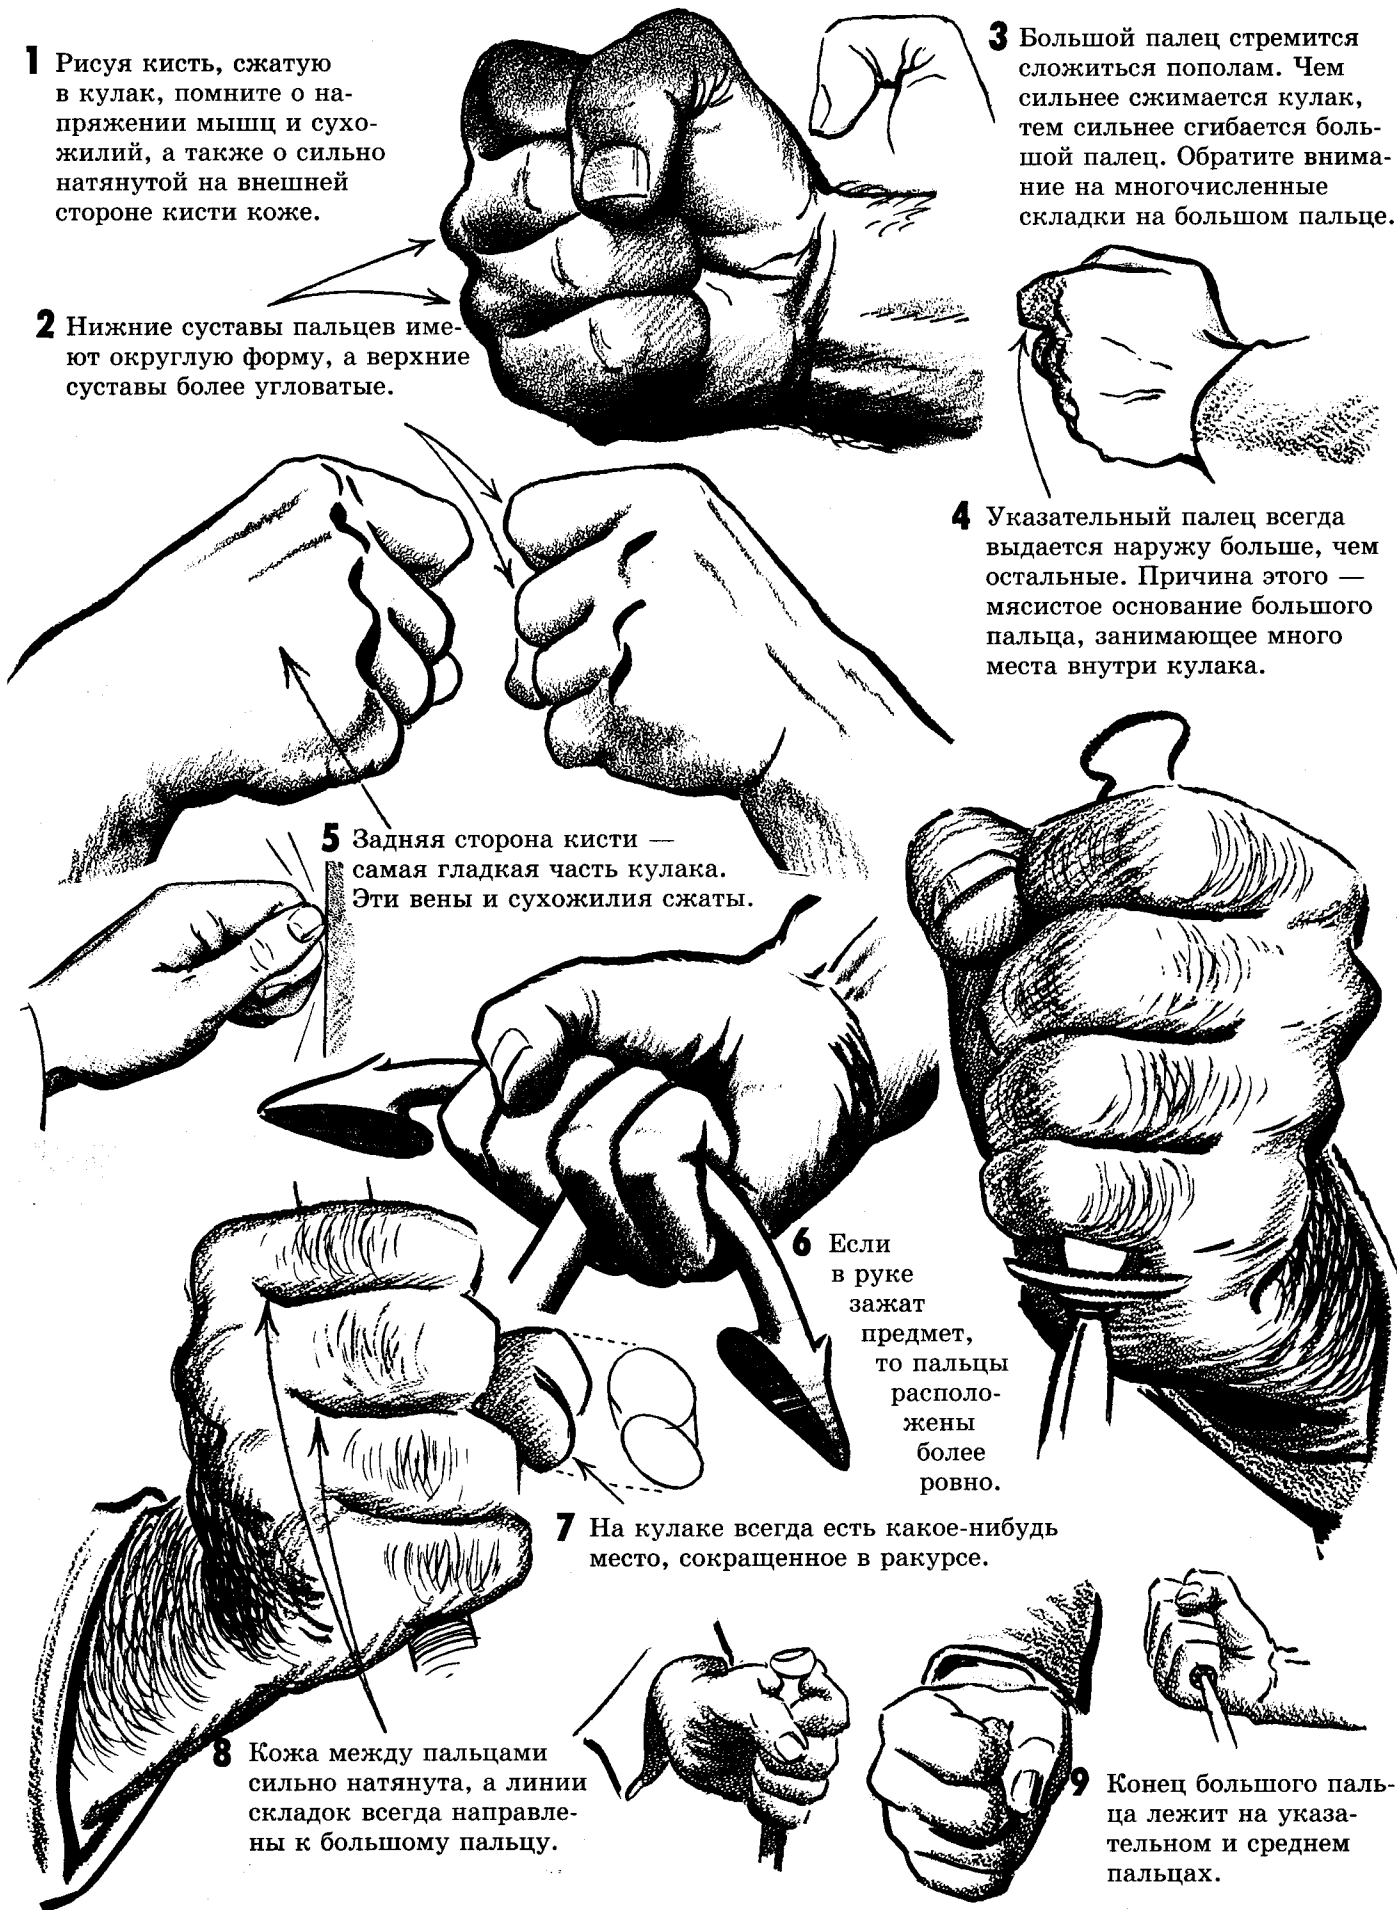 1 Рисуя кисть, сжатую
в кулак, помните о на-
пряжении мышц и сухо-
жилий, а также о сильно
натянутой на внешней
стороне кисти коже.
2 Нижние суставы пальцев име-
ют округлую форму, а верхние
суставы более угловатые.
3 Большой палец стремится
сложиться пополам. Чем
сильнее сжимается кулак,
тем сильнее сгибается боль-
шой палец. Обратите внима-
ние на многочисленные
складки на большом пальце.
4 Указательный палец всегда
выдается наружу больше, чем
остальные. Причина этого —
мясистое основание большого
пальца, занимающее много
места внутри кулака.
5 Задняя сторона кисти —
самая гладкая часть кулака.
Эти вены и сухожилия сжаты.
6 Если
в руке
зажат
предмет,
то пальцы
располо-
жены
более
ровно.
7 На кулаке всегда есть какое-нибудь
место, сокращенное в ракурсе.
8 Кожа между пальцами
сильно натянута, а линии
складок всегда направле-
ны к большому пальцу.
9 Конец большого паль-
ца лежит на указа-
тельном и среднем
пальцах.